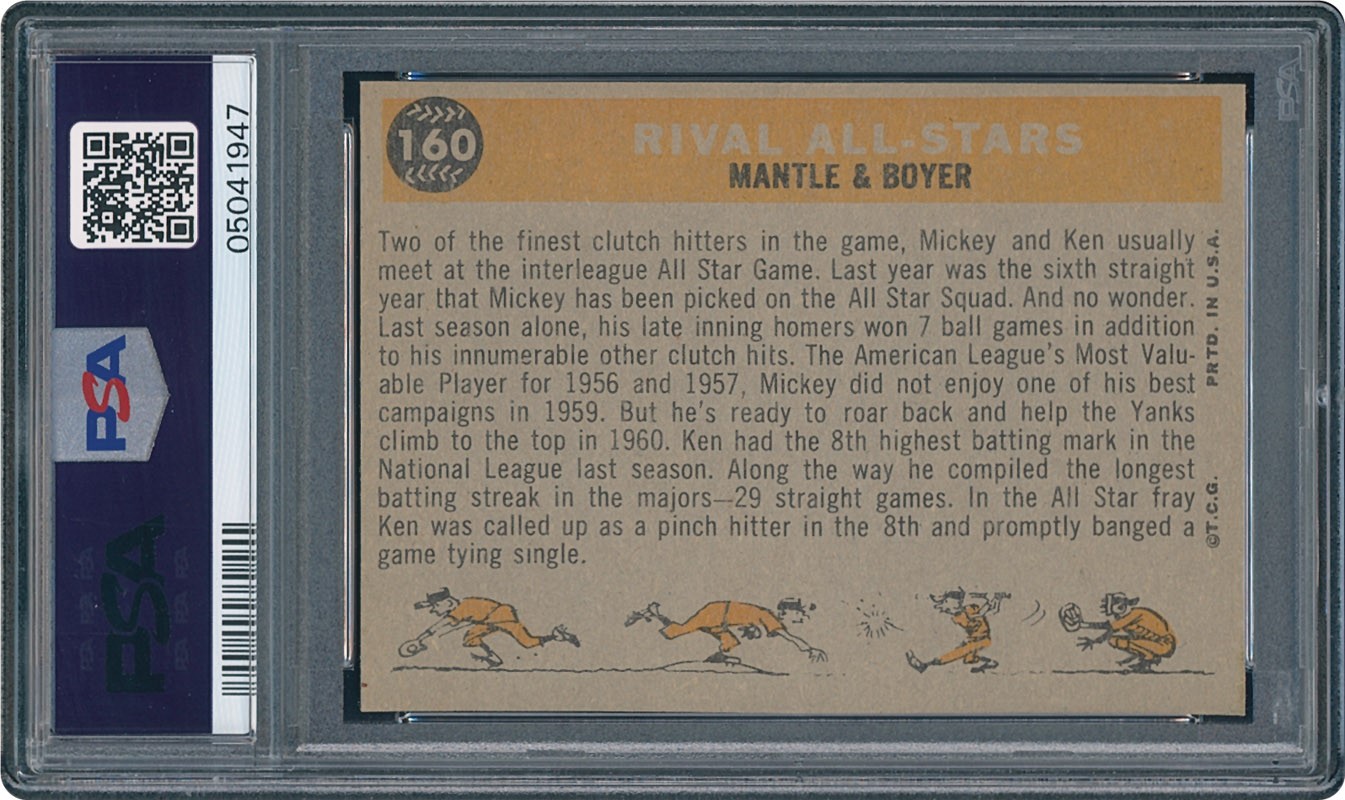 PSA
05041947
PSA
PSA
160
RIVAL ALL-STARS
MANTLE & BOYER
Two of the finest clutch hitters in the game, Mickey and Ken usually
meet at the interleague All Star Game. Last year was the sixth straight
year that Mickey has been picked on the All Star Squad. And no wonder.
Last season alone, his late inning homers won 7 ball games in addition
to his innumerable other clutch hits. The American League's Most Valu-
able Player for 1956 and 1957, Mickey did not enjoy one of his best
campaigns in 1959. But he's ready to roar back and help the Yanks
climb to the top in 1960. Ken had the 8th highest batting mark in the
National League last season. Along the way he compiled the longest
batting streak in the majors—29 straight games. In the All Star fray
Ken was called up as a pinch hitter in the 8th and promptly banged a
game tying single.
©T.C.G. PRTD. IN U.S.A.
PSA